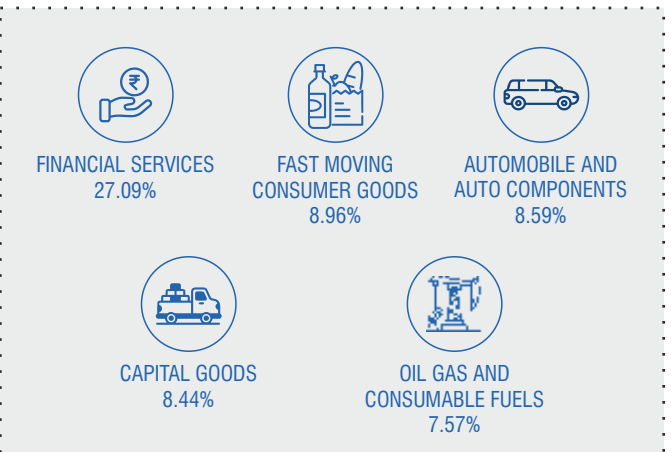 ₹
FINANCIAL SERVICES
27.09%
FAST MOVING
CONSUMER GOODS
8.96%
AUTOMOBILE AND
AUTO COMPONENTS
8.59%
CAPITAL GOODS
8.44%
OIL GAS AND
CONSUMABLE FUELS
7.57%